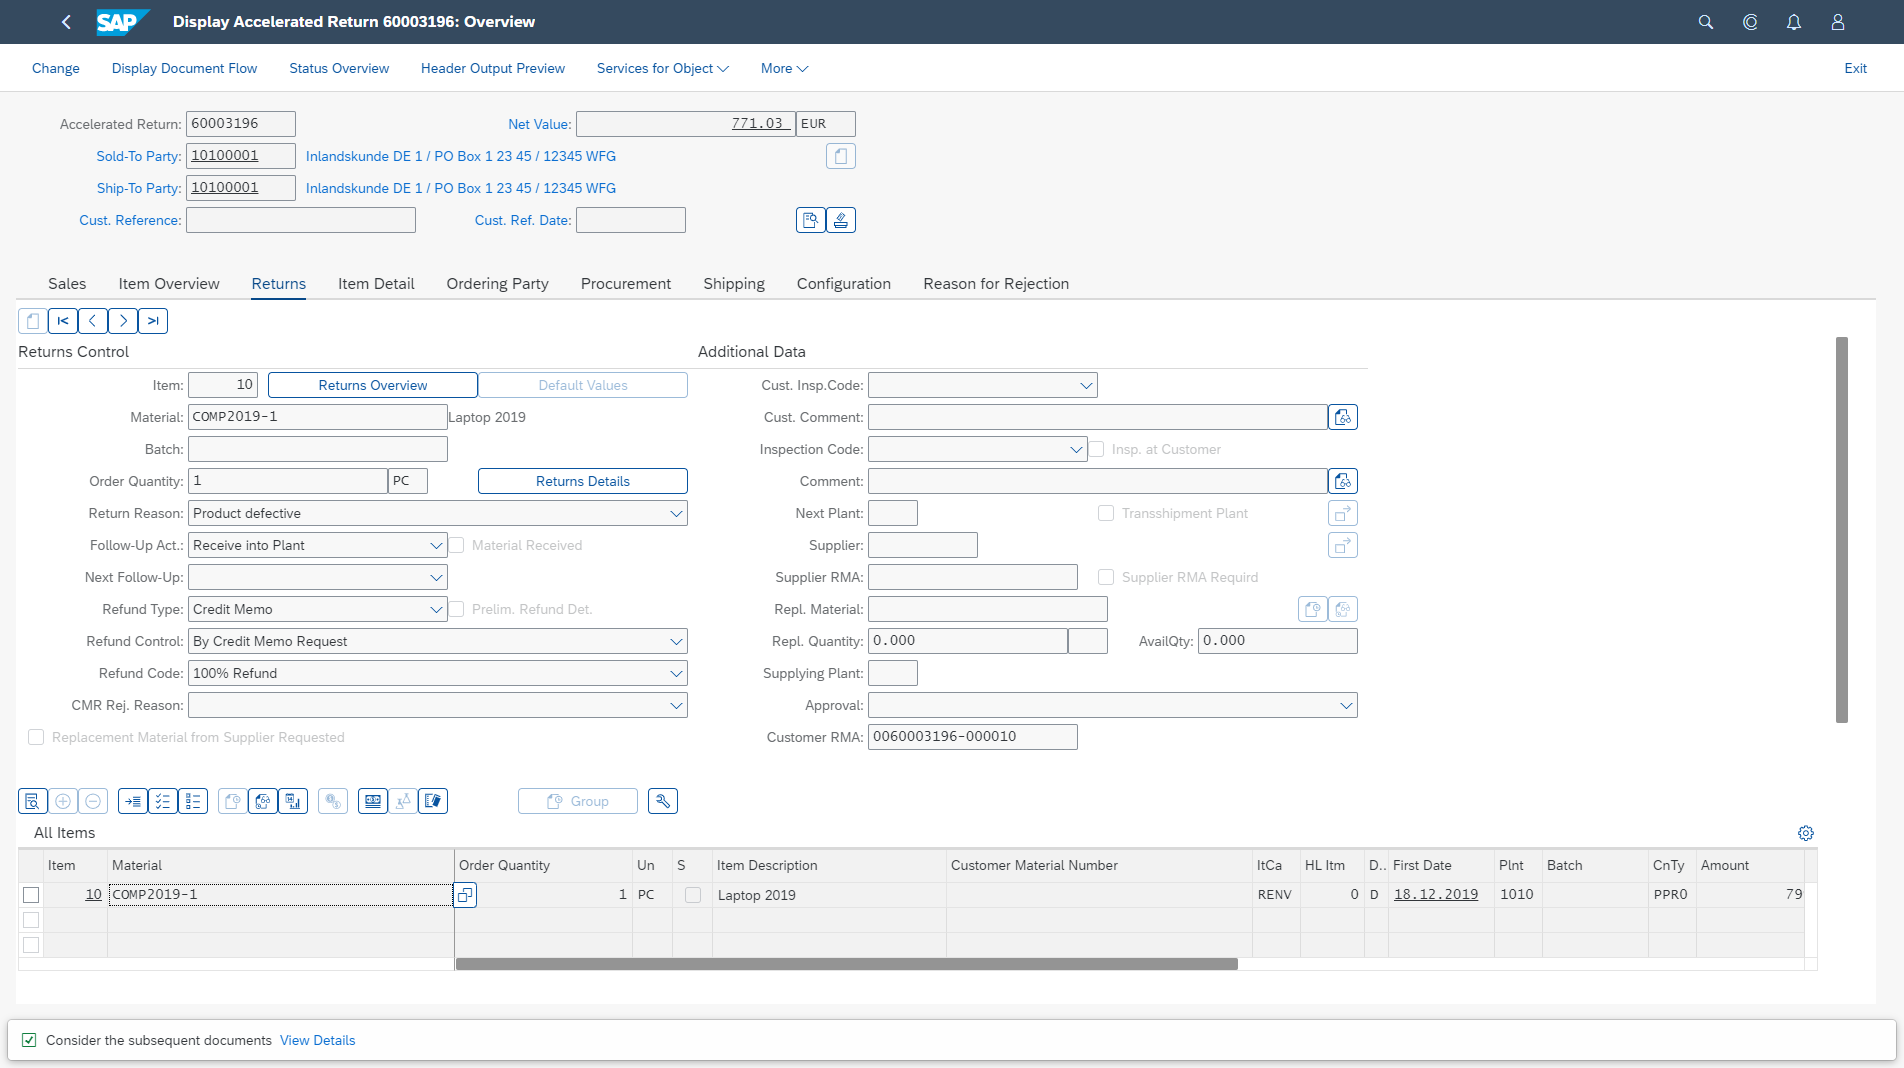 SAP Display Accelerated Return 60003196: Overview
Change Display Document Flow Status Overview Header Output Preview Services for Object More Exit
Accelerated Return: 60003196 Net Value: 771.03 EUR
Sold-To Party: 10100001 Inlandskunde DE 1 / PO Box 1 23 45 / 12345 WFG
Ship-To Party: 10100001 Inlandskunde DE 1 / PO Box 1 23 45 / 12345 WFG
Cust. Reference: Cust. Ref. Date:
Sales Item Overview Returns Item Detail Ordering Party Procurement Shipping Configuration Reason for Rejection
Returns Control Additional Data
Item: 10 Returns Overview Default Values Cust. Insp.Code:
Material: COMP2019-1 Laptop 2019 Cust. Comment:
Batch: Inspection Code: Insp. at Customer
Order Quantity: 1 PC Returns Details Comment:
Return Reason: Product defective Next Plant: Transshipment Plant
Follow-Up Act.: Receive into Plant Material Received Supplier:
Next Follow-Up: Supplier RMA: Supplier RMA Requird
Refund Type: Credit Memo Prelim. Refund Det. Repl. Material:
Refund Control: By Credit Memo Request Repl. Quantity: 0.000 AvailQty: 0.000
Refund Code: 100% Refund Supplying Plant:
CMR Rej. Reason: Approval:
Replacement Material from Supplier Requested Customer RMA: 0060003196-000010
Group
All Items
Item Material Order Quantity Un S Item Description Customer Material Number ItCa HL Itm D.. First Date Plnt Batch CnTy Amount
10 COMP2019-1 1 PC Laptop 2019 RENV 0 D 18.12.2019 1010 PPR0 79
Consider the subsequent documents View Details